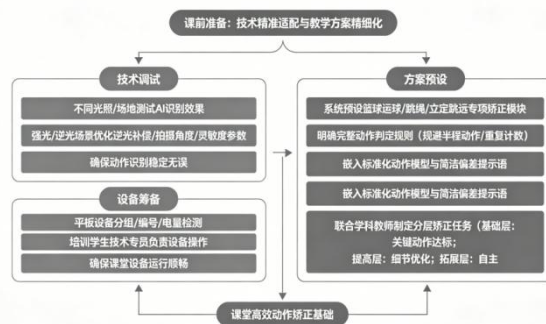 课前准备：技术精准适配与教学方案精细化
技术调试
不同光照/场地测试AI识别效果
强光/逆光场景优化逆光补偿/拍摄角度/灵敏度参数
确保动作识别稳定无误
设备筹备
平板设备分组/编号/电量检测
培训学生技术专员负责设备操作
确保课堂设备运行顺畅
方案预设
系统预设篮球运球/跳绳/立定跳远专项矫正模块
明确完整动作判定规则（规避半程动作/重复计数）
嵌入标准化动作模型与简洁偏差提示语
嵌入标准化动作模型与简洁偏差提示语
联合学科教师制定分层矫正任务（基础层：
关键动作达标；
提高层：细节优化；拓展层：自主
课堂高效动作矫正基础